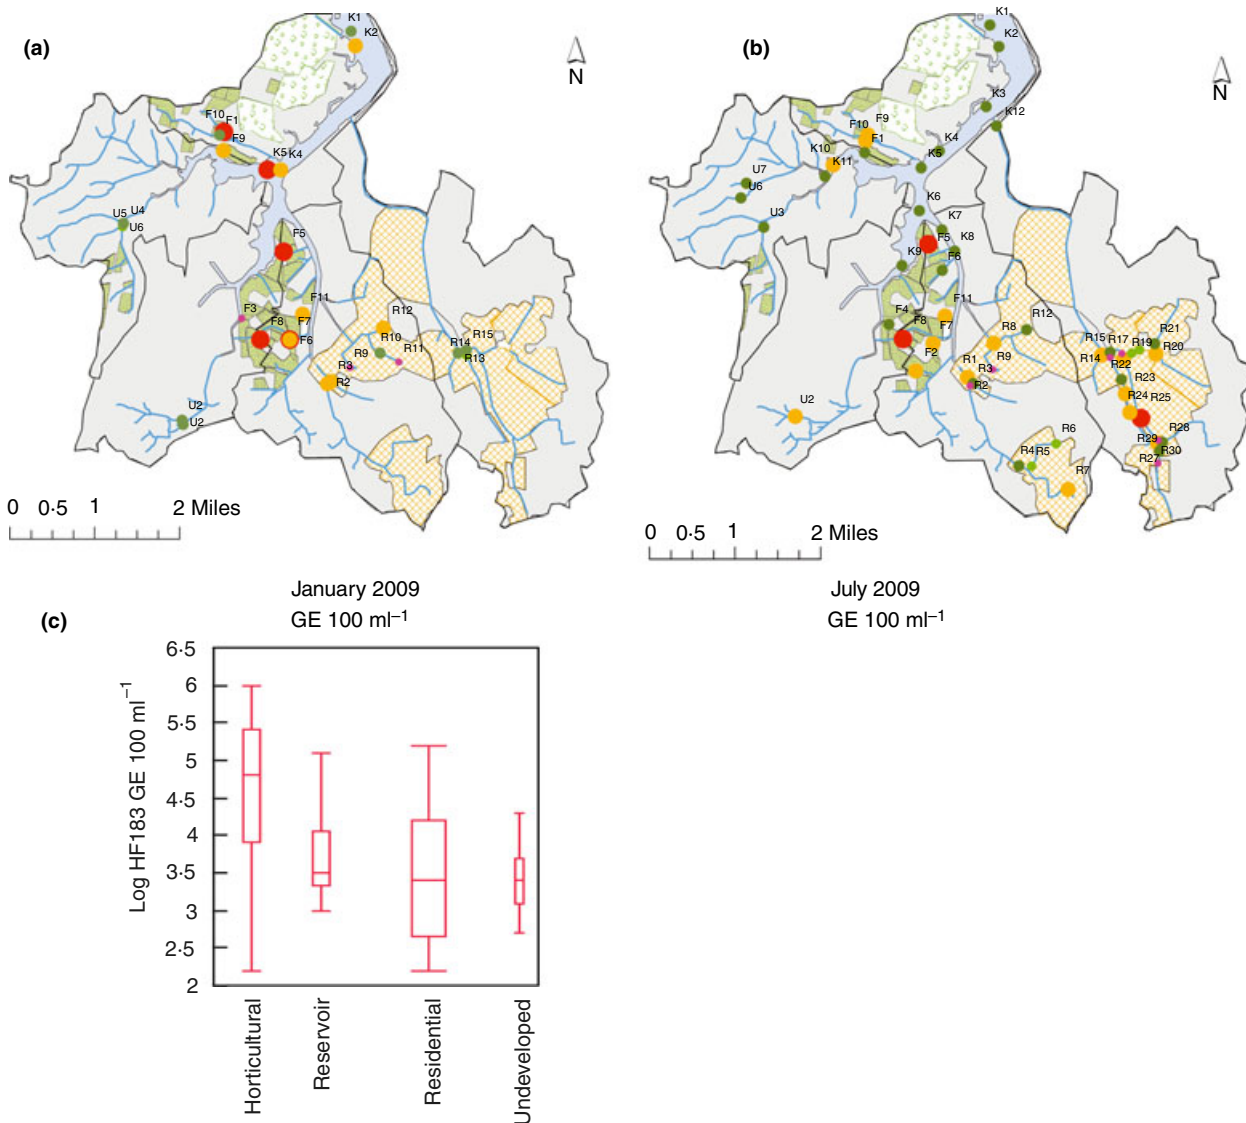 (a)
K1
K2
N
F10
F1
F9
K5 K4
U5 U4
U6
F5
F3
F8
F11
F7
F6
R12
R10
R9
R11
R3
R2
R14
R15
R13
U2
U2
0 0·5 1 2 Miles
(b)
K1
K2
N
K3
K12
F9
F10
F1
K4
K5
K10
K11
U7
U6
U3
K6
K7
F5
K8
K9
F6
F4
F8
F11
F7
F2
R12
R8
R9
R1
R3
R2
R15 R17 R19 R21
R14
R22
R20
R23
R24
R25
R28
R29
R30
R27
R6
R4 R5
R7
U2
0 0·5 1 2 Miles
January 2009
GE 100 ml⁻¹
July 2009
GE 100 ml⁻¹
(c)
Log HF183 GE 100 ml⁻¹
6·5
6
5·5
5
4·5
4
3·5
3
2·5
2
Horticultural
Reservoir
Residential
Undeveloped